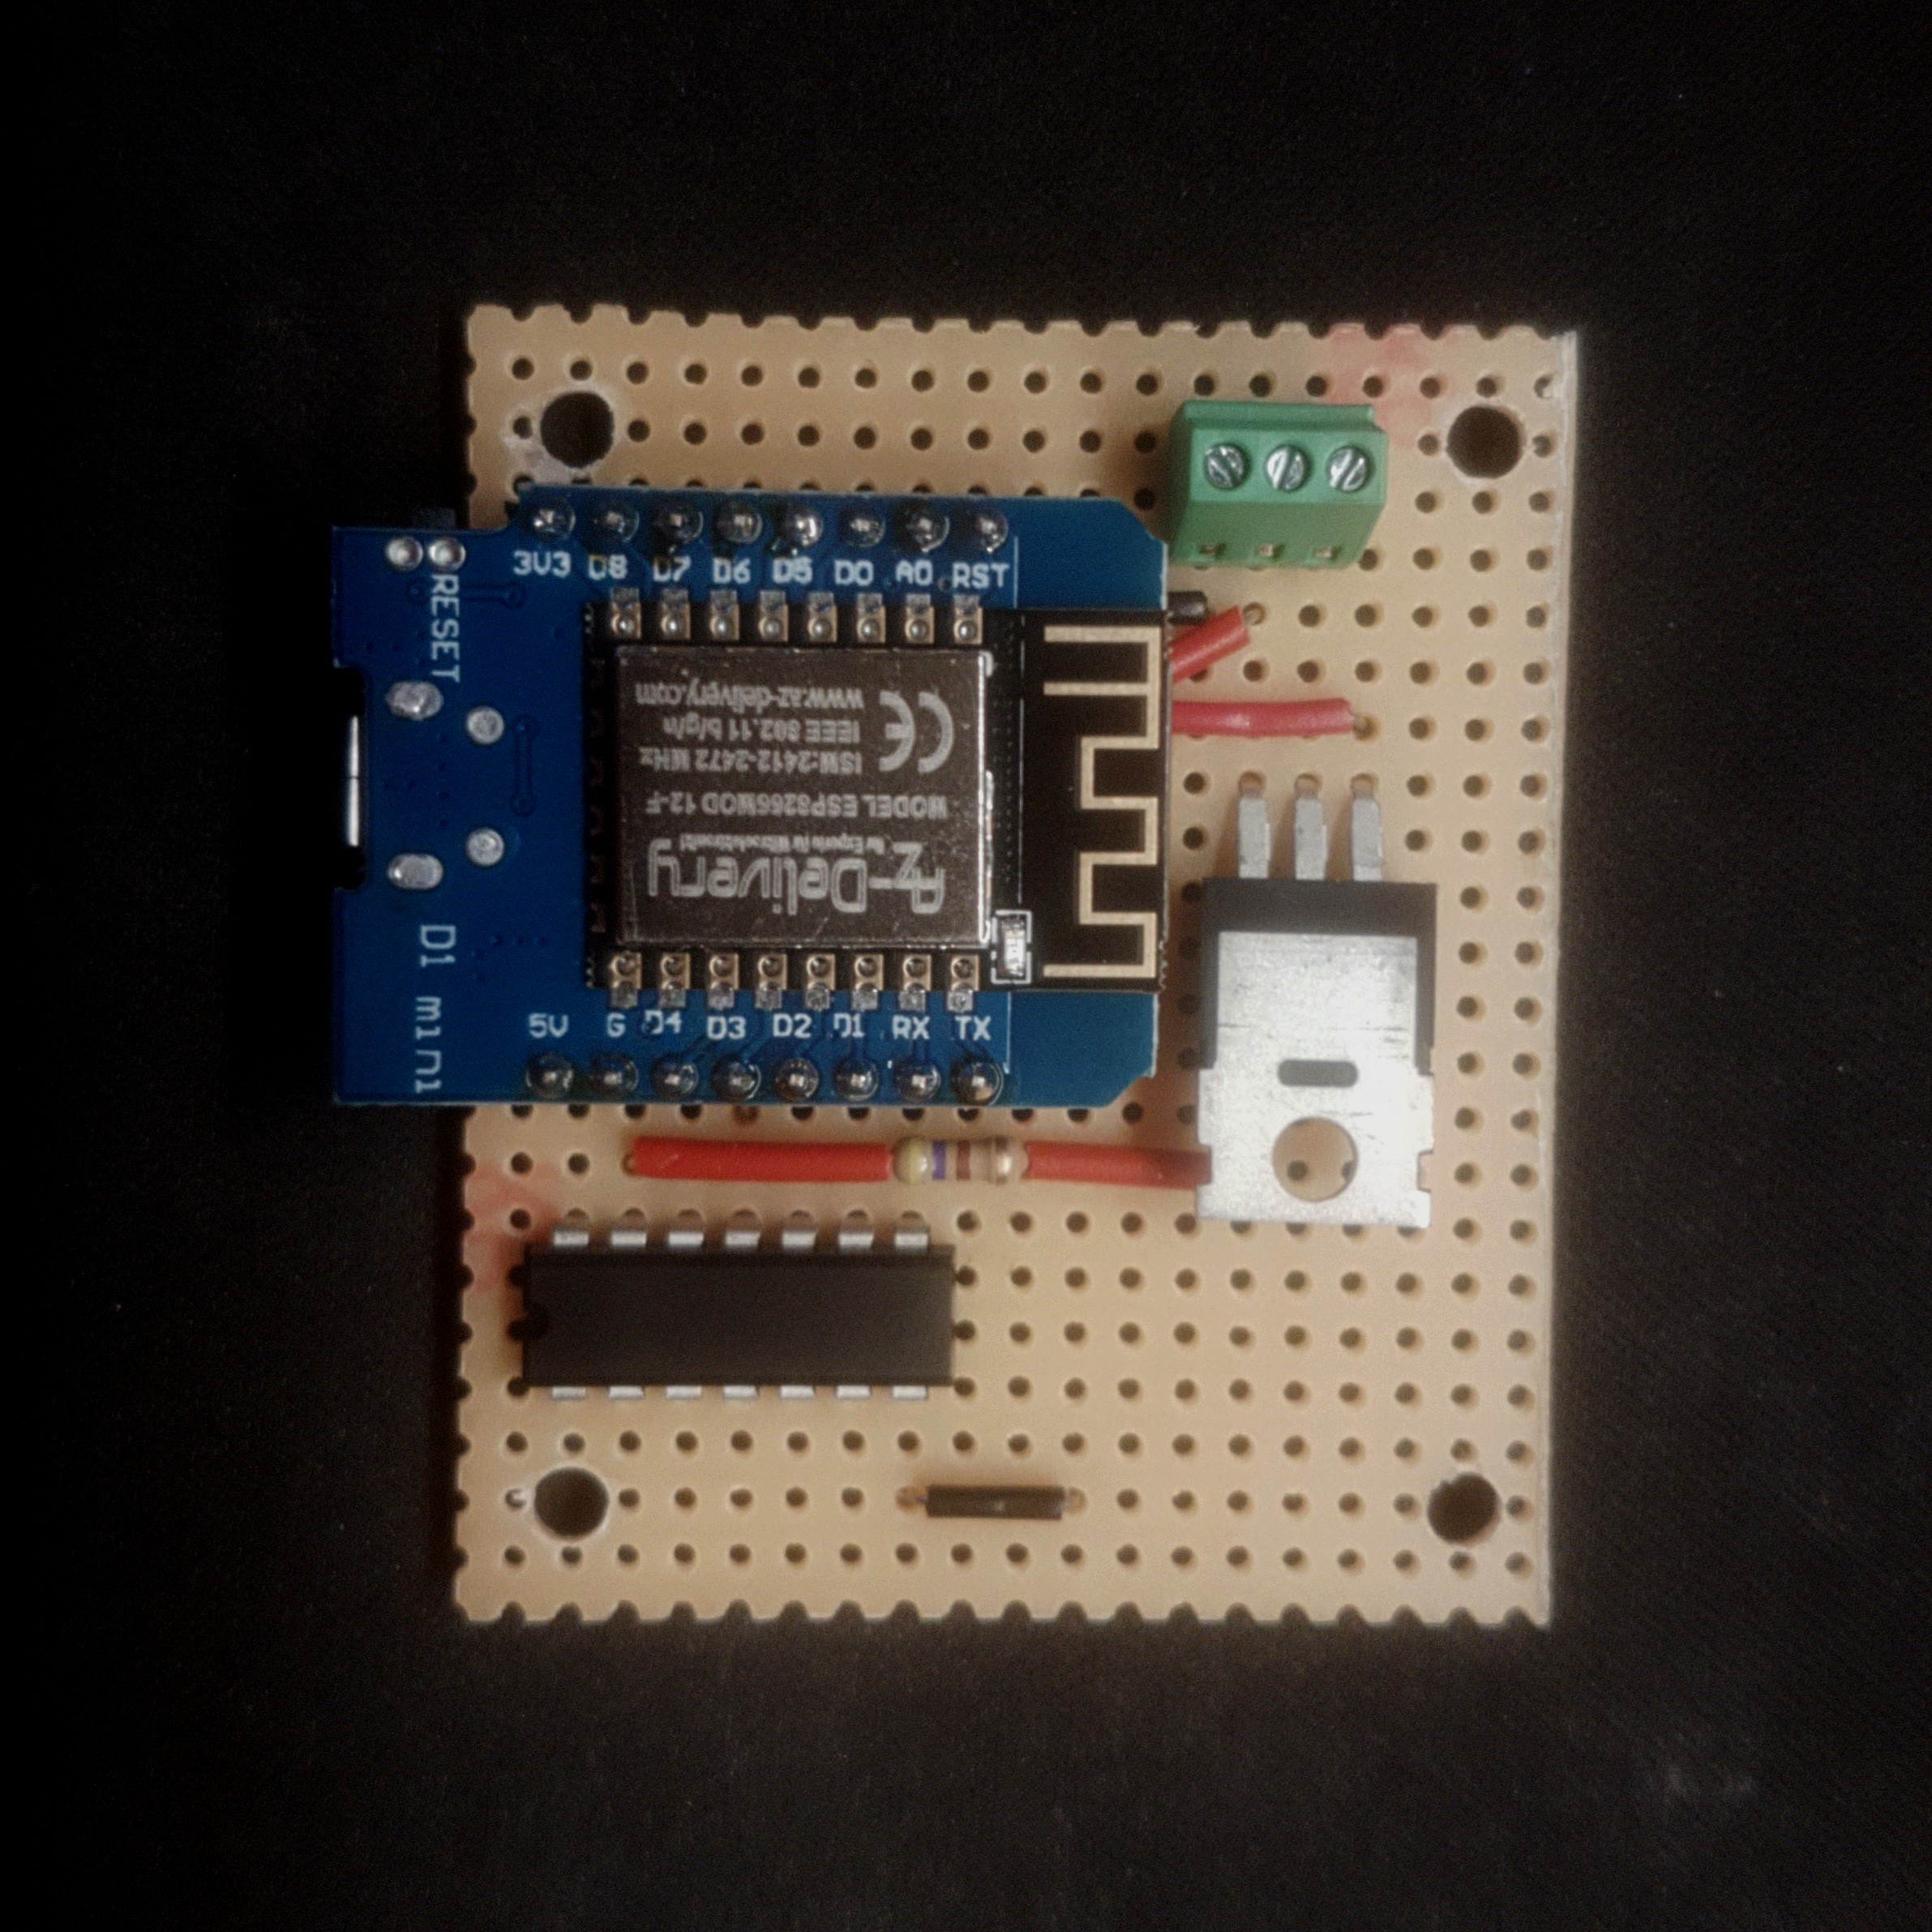 3V3 D8 D7 D6 D5 D0 A0 RST
RESET
AZ-Delivery
MODEL ESP8266MOD 12-F
ISM:2412-2472 MHz
IEEE 802.11 b/g/n
www.az-delivery.com
CE
D1 mini
5V G D4 D3 D2 D1 RX TX